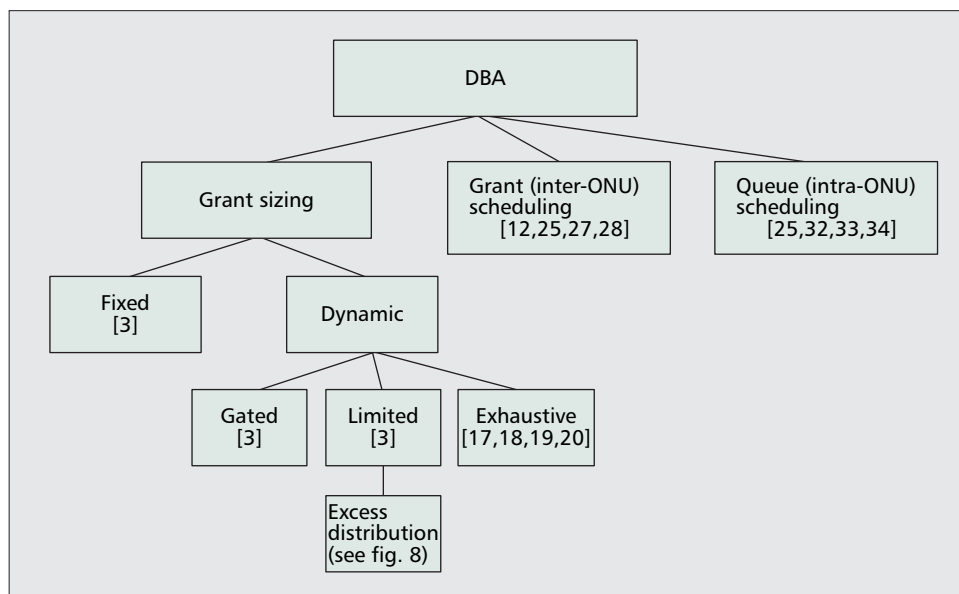 DBA
Grant sizing
Grant (inter-ONU)
scheduling
[12,25,27,28]
Queue (intra-ONU)
scheduling
[25,32,33,34]
Fixed
[3]
Dynamic
Gated
[3]
Limited
[3]
Exhaustive
[17,18,19,20]
Excess
distribution
(see fig. 8)